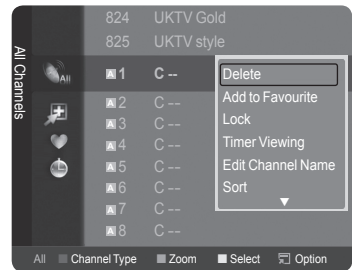 All Channels
824 UKTV Gold
825 UKTV style
All
A 1 C --
A 2 C --
A 3 C --
A 4 C --
A 5 C --
A 6 C --
A 7 C --
A 8 C --
Delete
Add to Favourite
Lock
Timer Viewing
Edit Channel Name
Sort
All Channel Type Zoom Select Option